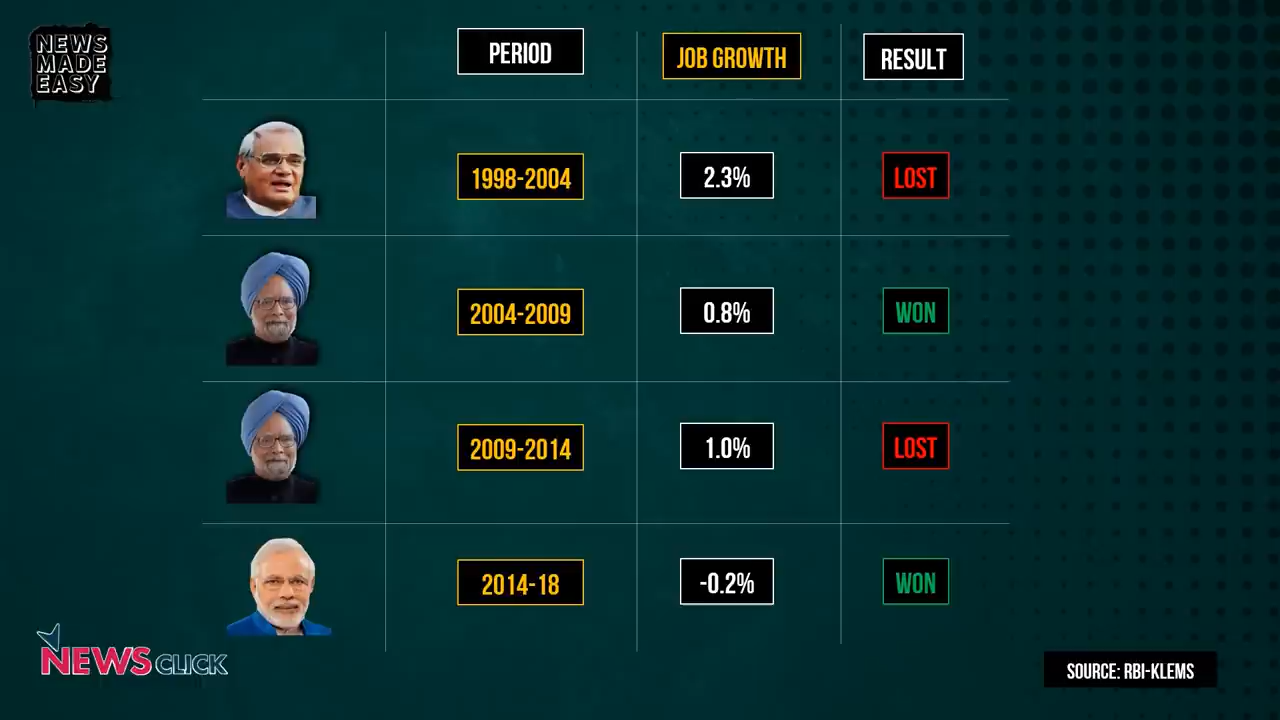 NEWS
MADE
EASY
PERIOD
JOB GROWTH
RESULT
1998-2004
2.3%
LOST
2004-2009
0.8%
WON
2009-2014
1.0%
LOST
2014-18
-0.2%
WON
NEWSCLICK
SOURCE: RBI-KLEMS